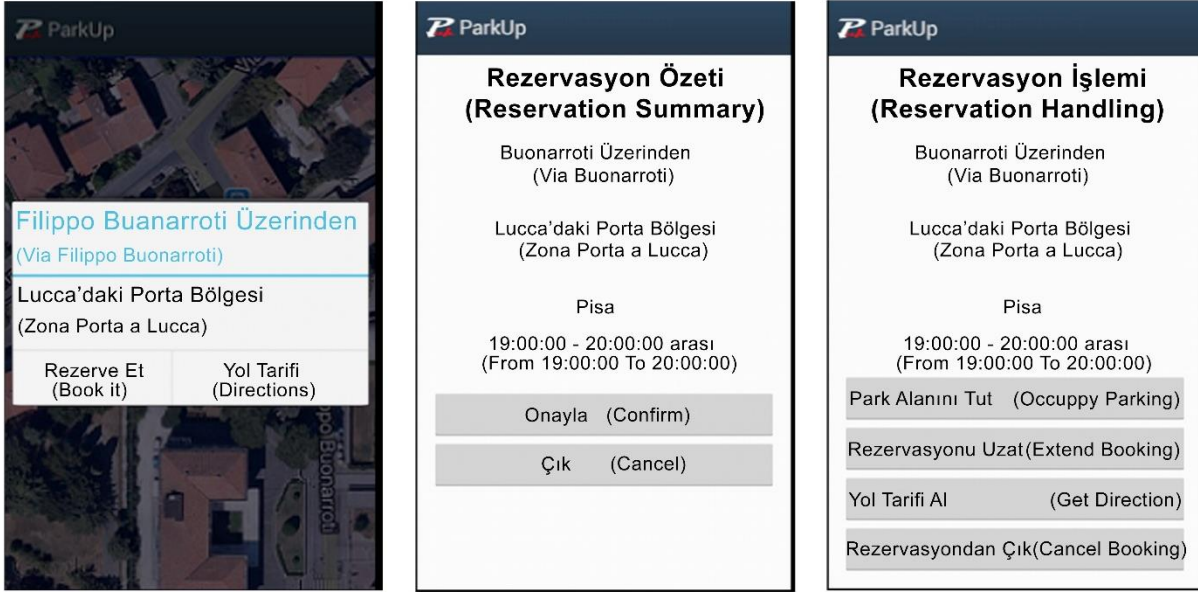 ParkUp
Filippo Buanarroti Üzerinden
(Via Filippo Buonarroti)
Lucca'daki Porta Bölgesi
(Zona Porta a Lucca)
Rezerve Et
(Book it)
Yol Tarifi
(Directions)
ppo Buonarroti
ParkUp
Rezervasyon Özeti
(Reservation Summary)
Buonarroti Üzerinden
(Via Buonarroti)
Lucca'daki Porta Bölgesi
(Zona Porta a Lucca)
Pisa
19:00:00 - 20:00:00 arası
(From 19:00:00 To 20:00:00)
Onayla (Confirm)
Çık (Cancel)
ParkUp
Rezervasyon İşlemi
(Reservation Handling)
Buonarroti Üzerinden
(Via Buonarroti)
Lucca'daki Porta Bölgesi
(Zona Porta a Lucca)
Pisa
19:00:00 - 20:00:00 arası
(From 19:00:00 To 20:00:00)
Park Alanını Tut (Occuppy Parking)
Rezervasyonu Uzat(Extend Booking)
Yol Tarifi Al (Get Direction)
Rezervasyondan Çık(Cancel Booking)